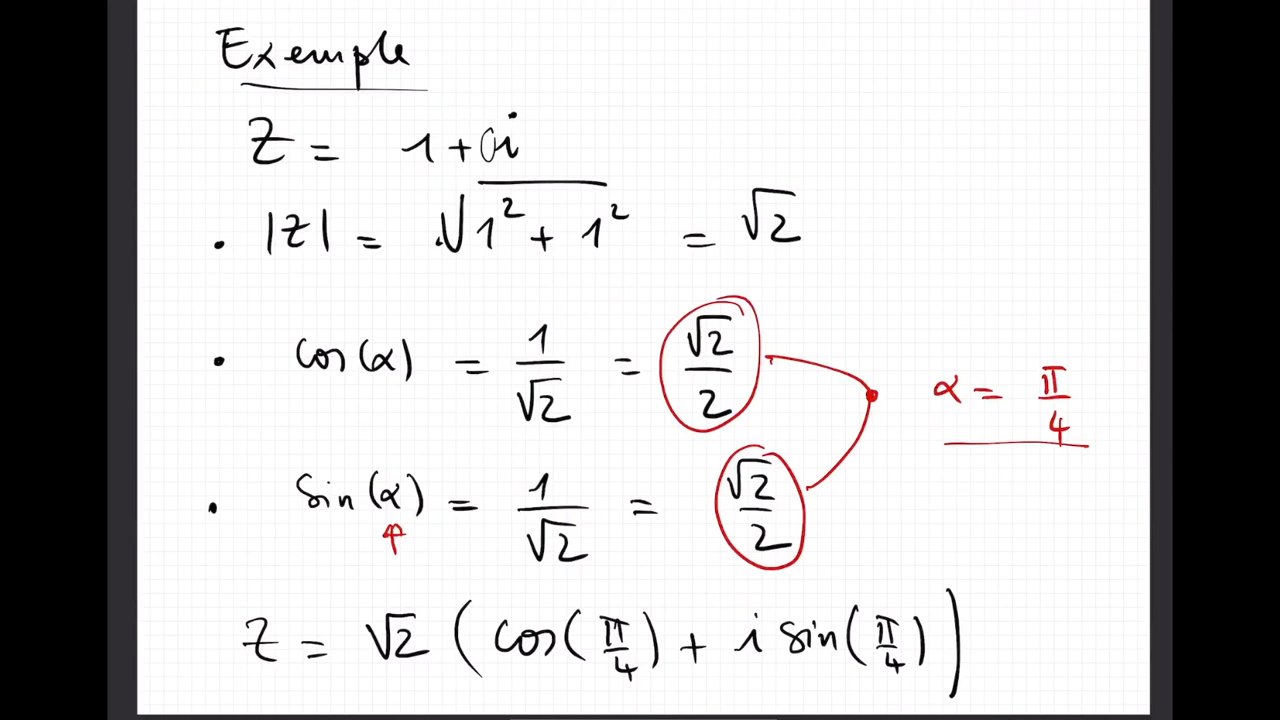 Exemple
Z = 1+i
• |Z| = √(1² + 1²) = √2
• cos(α) = 1/√2 = √2/2
α = π/4
• sin(α) = 1/√2 = √2/2
Z = √2 (cos(π/4) + i sin(π/4))